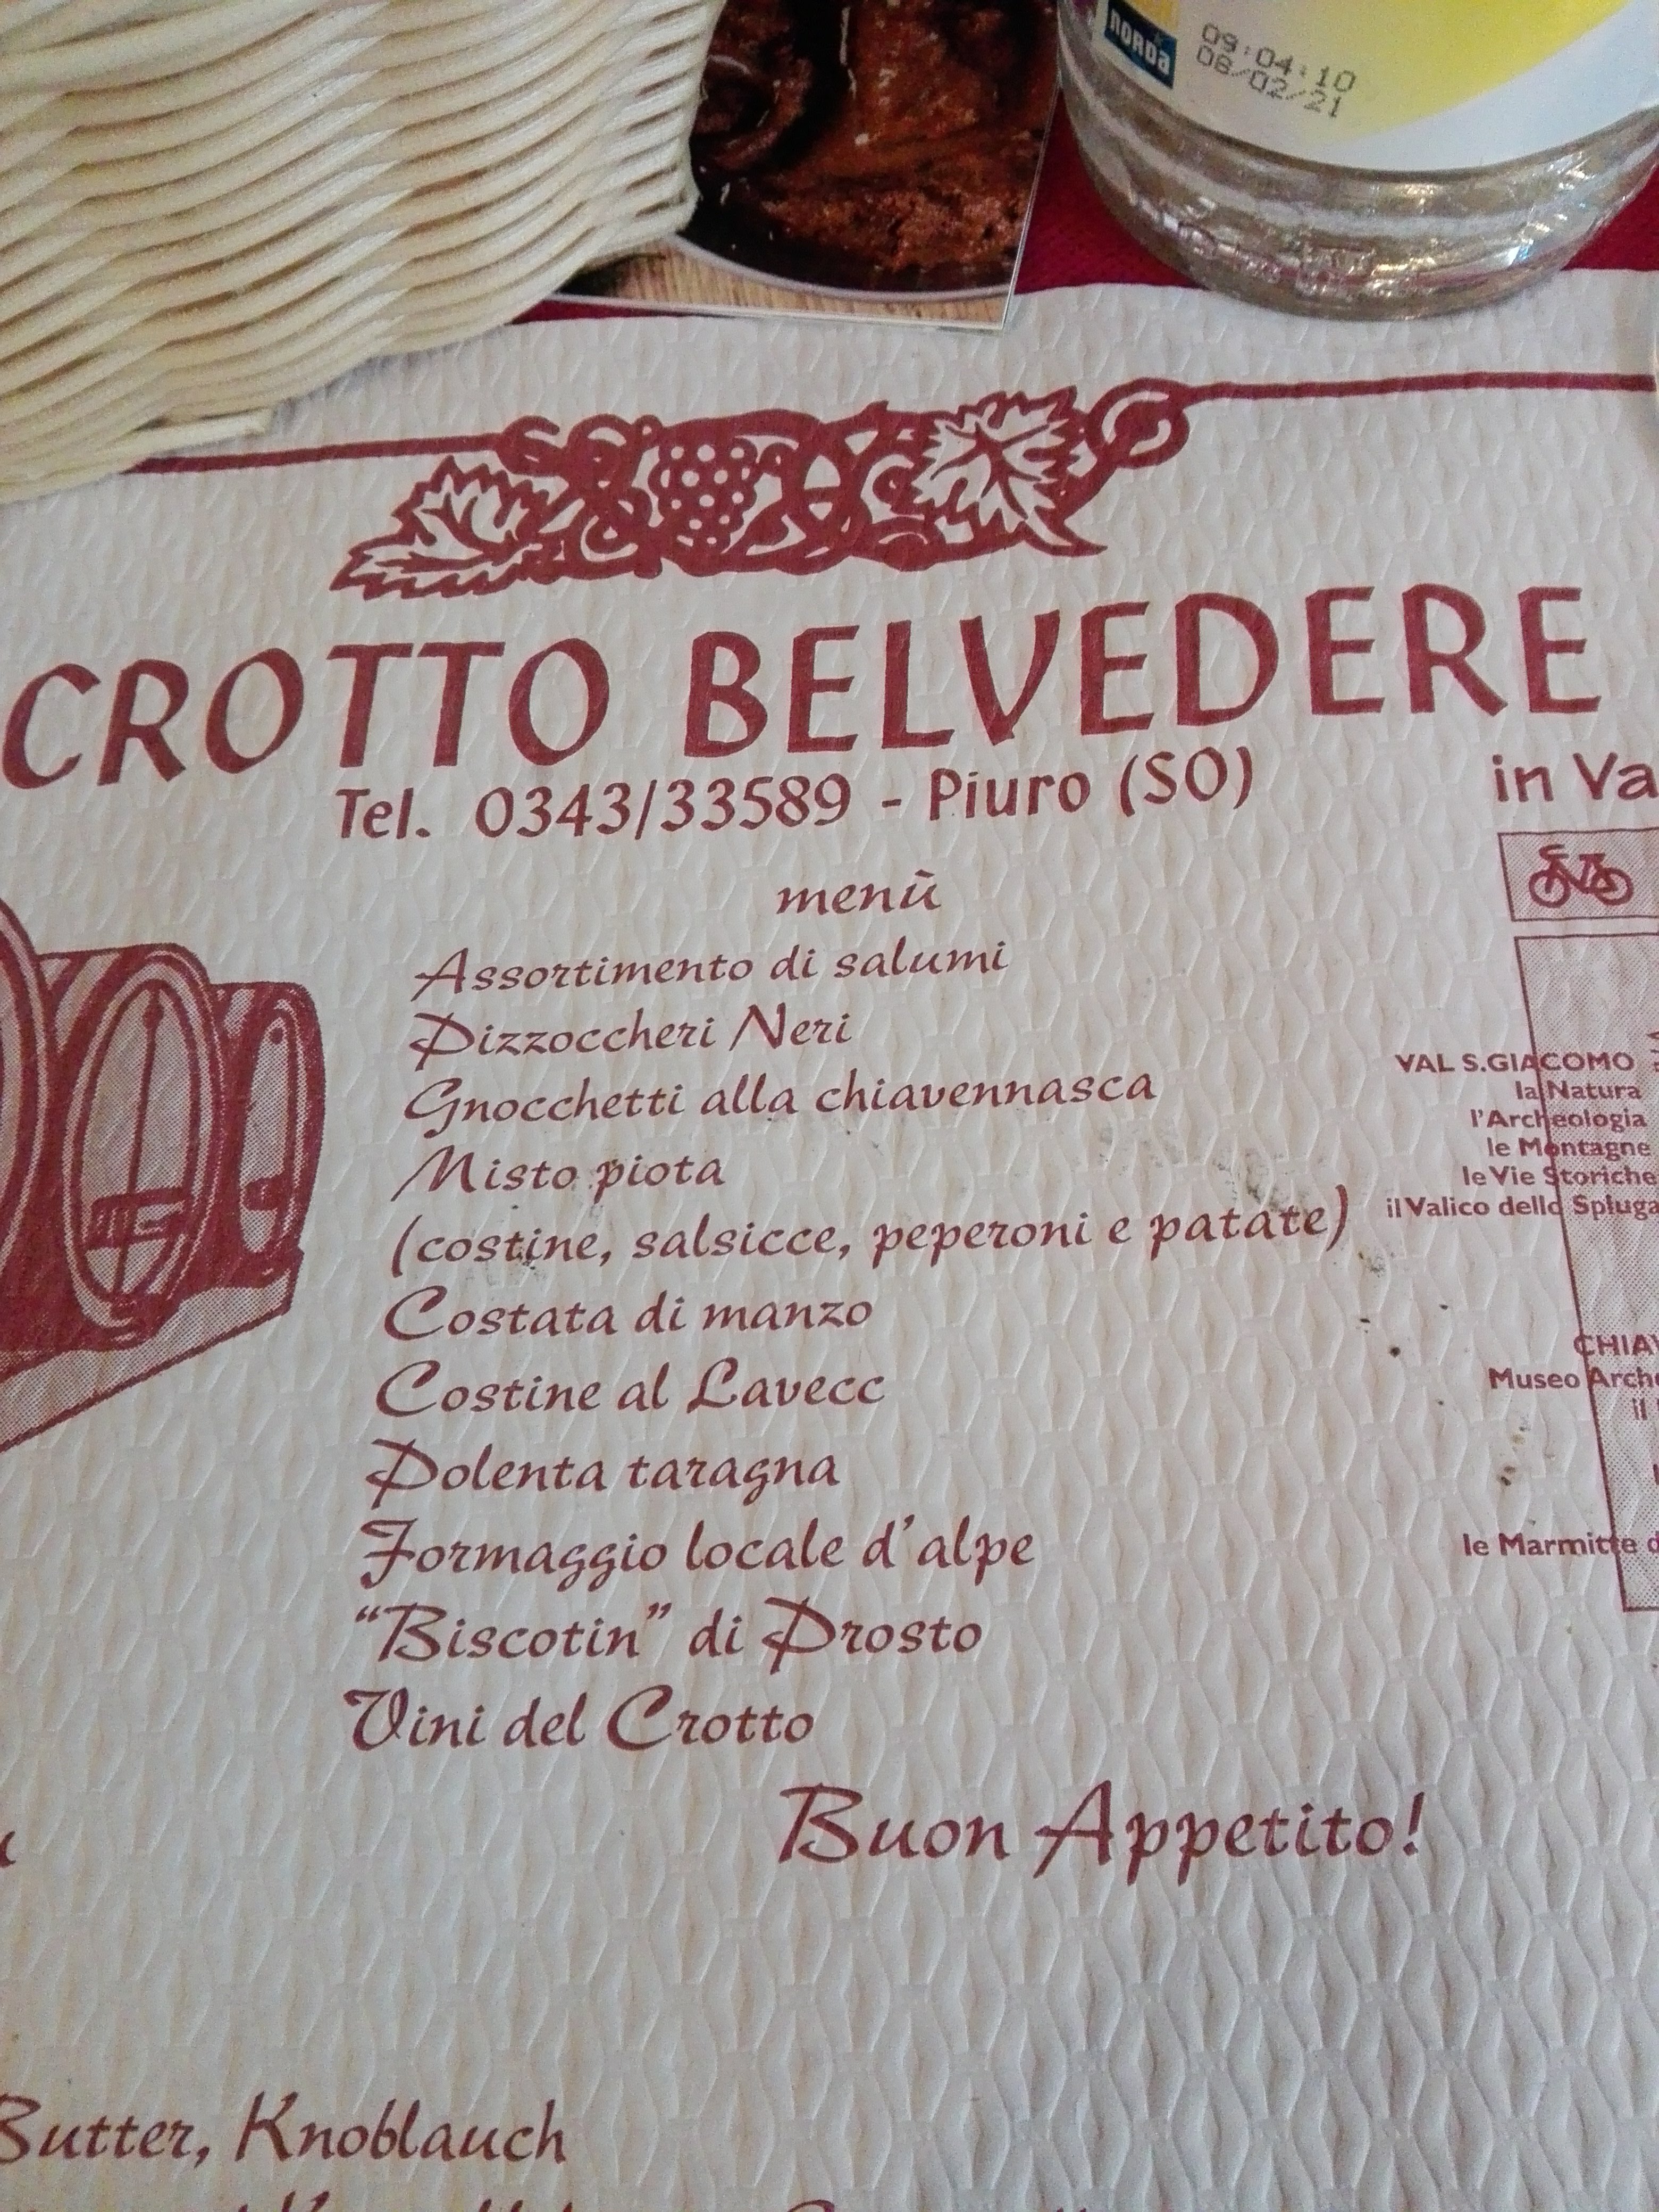 NORDA
09:04:10
08/02/21
CROTTO BELVEDERE
Tel. 0343/33589 - Piuro (SO)
in Va
menù
Assortimento di salumi
Pizzoccheri Neri
Gnocchetti alla chiavennasca
Misto piota
(costine, salsicce, peperoni e patate)
Costata di manzo
Costine al Lavecc
Polenta taragna
Formaggio locale d'alpe
"Biscotin" di Prosto
Vini del Crotto
Buon Appetito!
VAL S.GIACOMO
la Natura
l'Archeologia
le Montagne
le Vie Storiche
il Valico dello Spluga
CHIAV
Museo Arche
il
le Marmitte d
Butter, Knoblauch